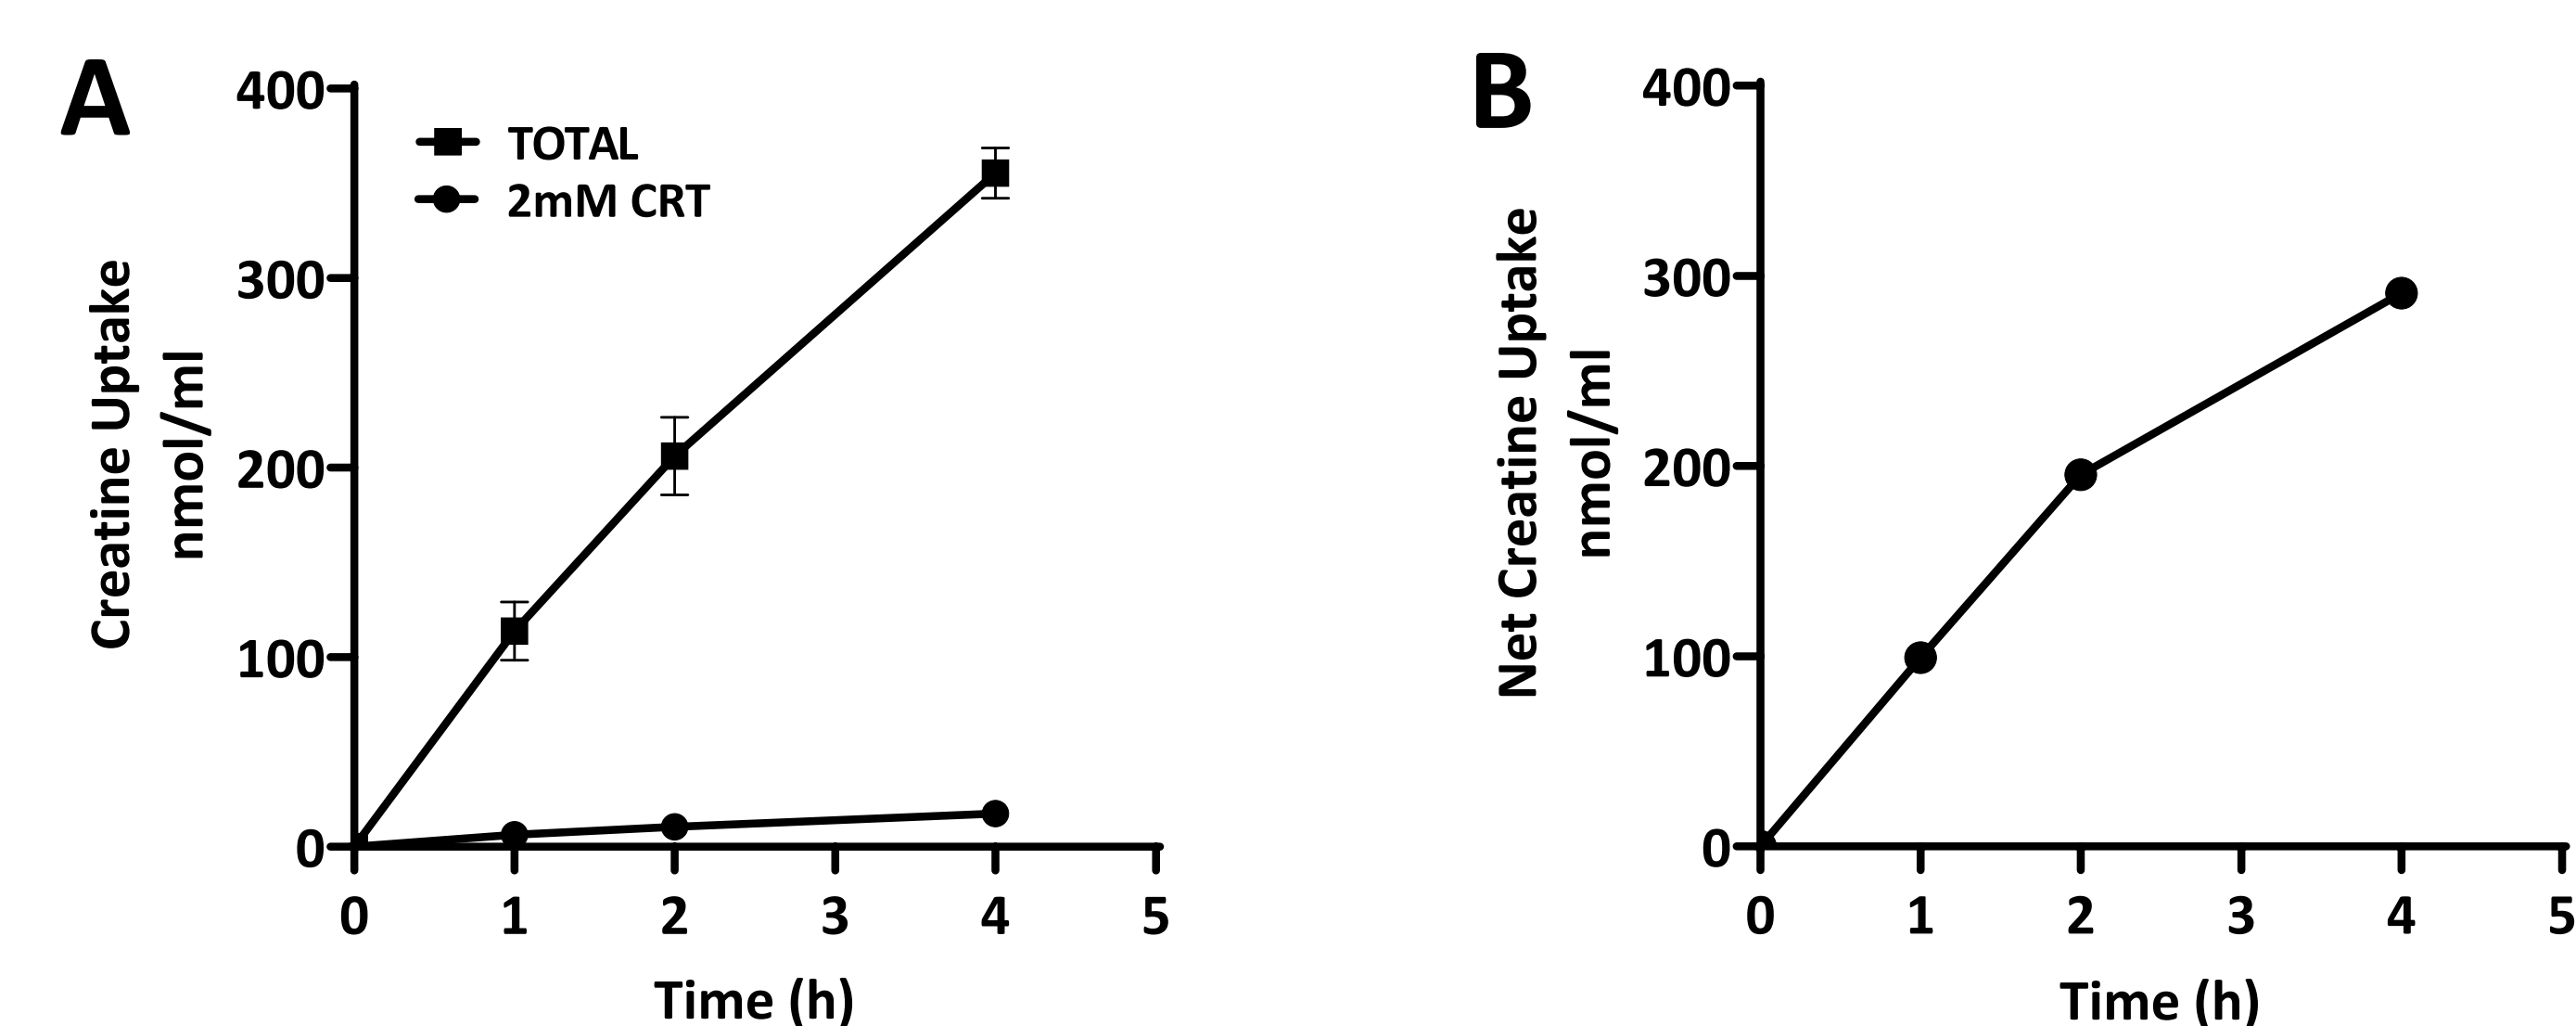 A
Creatine Uptake
nmol/ml
400
300
200
100
0
TOTAL
2mM CRT
0 1 2 3 4 5
Time (h)
B
Net Creatine Uptake
nmol/ml
400
300
200
100
0
0 1 2 3 4 5
Time (h)